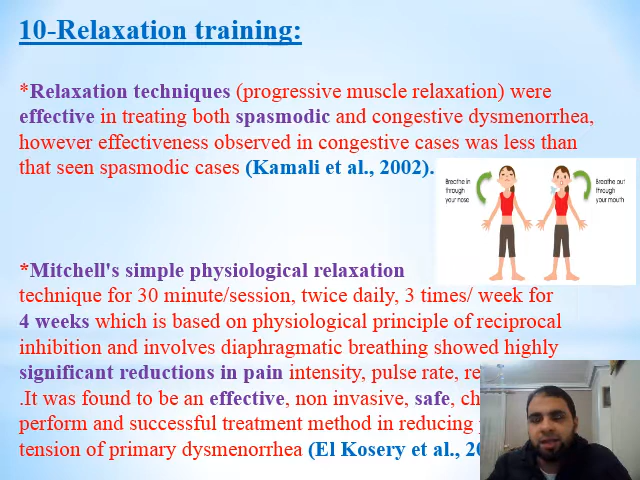 10-Relaxation training:
*Relaxation techniques (progressive muscle relaxation) were
effective in treating both spasmodic and congestive dysmenorrhea,
however effectiveness observed in congestive cases was less than
that seen spasmodic cases (Kamali et al., 2002).
Breathe in
through
your nose
Breathe out
through
your mouth
*Mitchell's simple physiological relaxation
technique for 30 minute/session, twice daily, 3 times/ week for
4 weeks which is based on physiological principle of reciprocal
inhibition and involves diaphragmatic breathing showed highly
significant reductions in pain intensity, pulse rate,
.It was found to be an effective, non invasive, safe,
perform and successful treatment method in reducing
tension of primary dysmenorrhea (El Kosery et al.,